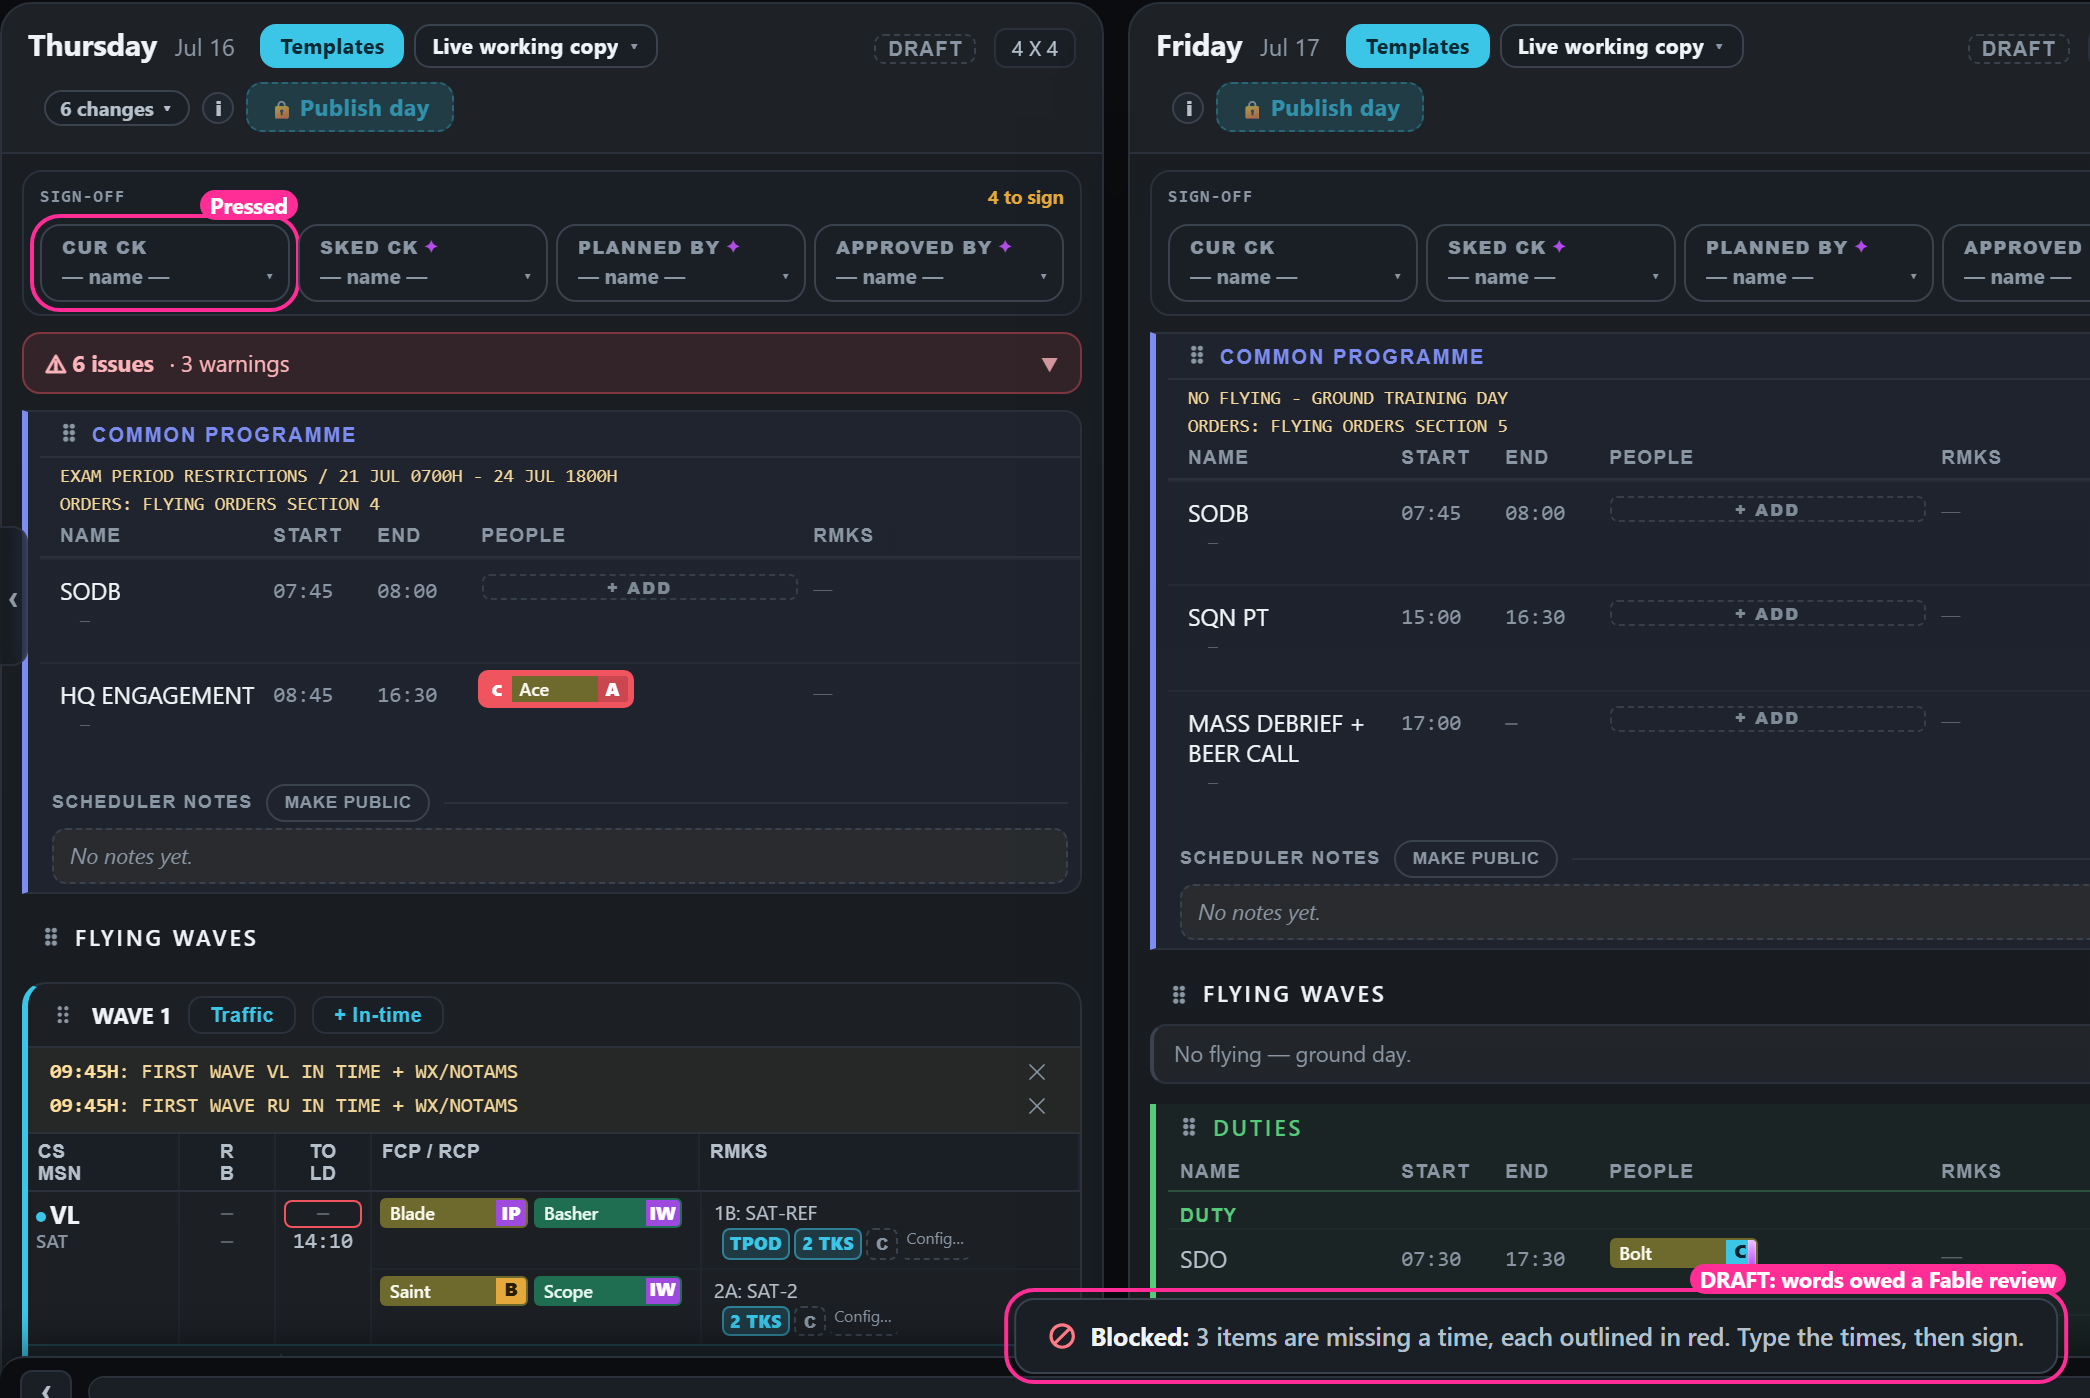 Thursday Jul 16 Templates Live working copy DRAFT 4 X 4
6 changes i Publish day
SIGN-OFF Pressed 4 to sign
CUR CK SKED CK PLANNED BY APPROVED BY
— name — — name — — name — — name —
6 issues · 3 warnings
COMMON PROGRAMME
EXAM PERIOD RESTRICTIONS / 21 JUL 0700H - 24 JUL 1800H
ORDERS: FLYING ORDERS SECTION 4
NAME START END PEOPLE RMKS
SODB 07:45 08:00 + ADD —
–
HQ ENGAGEMENT 08:45 16:30 C Ace A —
–
SCHEDULER NOTES MAKE PUBLIC
No notes yet.
FLYING WAVES
WAVE 1 Traffic + In-time
09:45H: FIRST WAVE VL IN TIME + WX/NOTAMS
09:45H: FIRST WAVE RU IN TIME + WX/NOTAMS
CS R TO FCP / RCP RMKS
MSN B LD
VL — — Blade IP Basher IW 1B: SAT-REF
SAT — 14:10 TPOD 2 TKS C Config...
Saint B Scope IW 2A: SAT-2
2 TKS C Config...
Friday Jul 17 Templates Live working copy DRAFT
i Publish day
SIGN-OFF
CUR CK SKED CK PLANNED BY APPROVED
— name — — name — — name — — name —
COMMON PROGRAMME
NO FLYING - GROUND TRAINING DAY
ORDERS: FLYING ORDERS SECTION 5
NAME START END PEOPLE RMKS
SODB 07:45 08:00 + ADD —
–
SQN PT 15:00 16:30 + ADD —
–
MASS DEBRIEF + 17:00 – + ADD —
BEER CALL
–
SCHEDULER NOTES MAKE PUBLIC
No notes yet.
FLYING WAVES
No flying — ground day.
DUTIES
NAME START END PEOPLE RMKS
DUTY
SDO 07:30 17:30 Bolt C —
DRAFT: words owed a Fable review
Blocked: 3 items are missing a time, each outlined in red. Type the times, then sign.